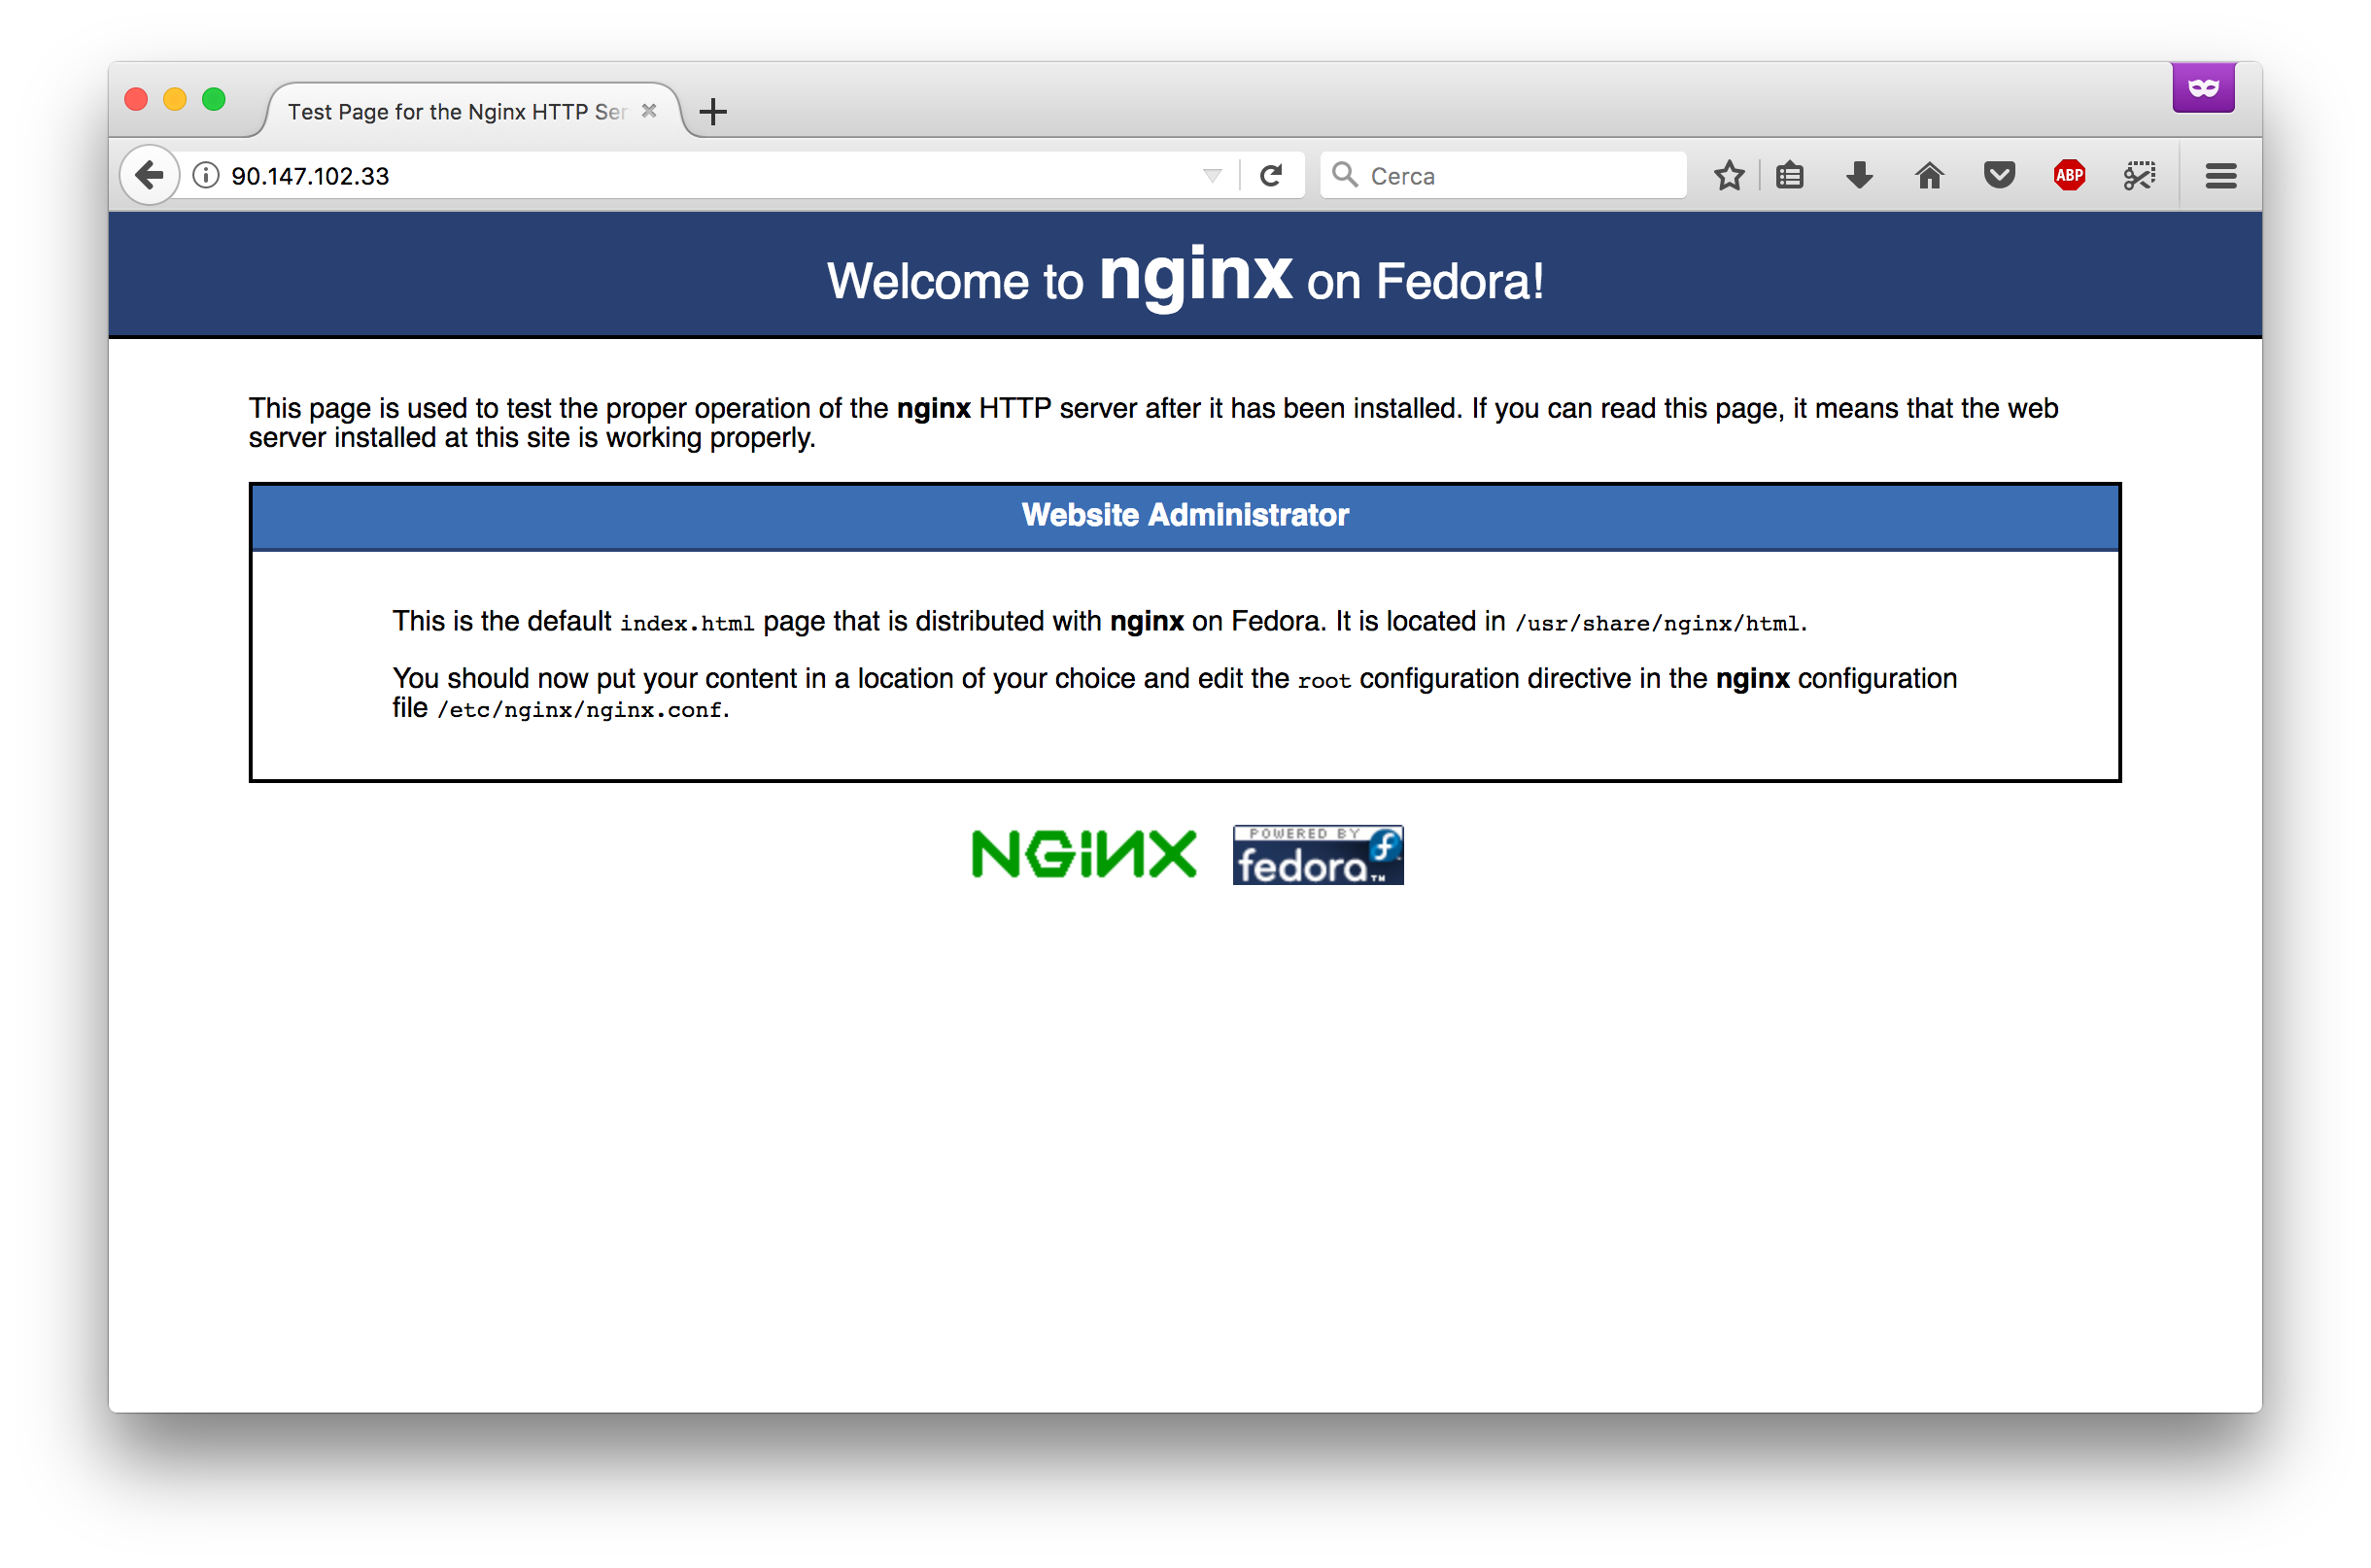 Test Page for the Nginx HTTP Ser
90.147.102.33
Cerca
ABP
Welcome to nginx on Fedora!
This page is used to test the proper operation of the nginx HTTP server after it has been installed. If you can read this page, it means that the web
server installed at this site is working properly.
Website Administrator
This is the default index.html page that is distributed with nginx on Fedora. It is located in /usr/share/nginx/html.
You should now put your content in a location of your choice and edit the root configuration directive in the nginx configuration
file /etc/nginx/nginx.conf.
NGINX
POWERED BY
fedora™